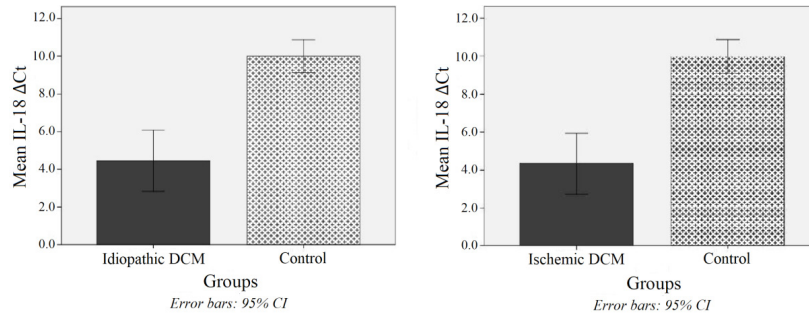 12.0
10.0
8.0
6.0
4.0
2.0
0.0
Mean IL-18 ΔCt
Idiopathic DCM
Control
Groups
Error bars: 95% CI
12.0
10.0
8.0
6.0
4.0
2.0
0.0
Mean IL-18 ΔCt
Ischemic DCM
Control
Groups
Error bars: 95% CI